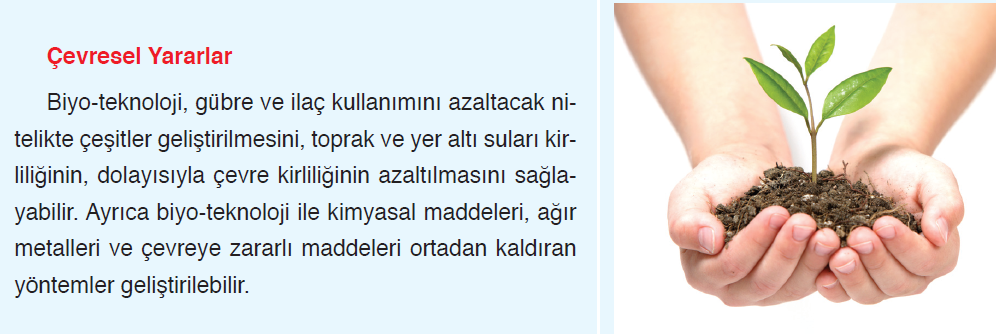 Çevresel Yararlar
Biyo-teknoloji, gübre ve ilaç kullanımını azaltacak ni-
telikte çeşitler geliştirilmesini, toprak ve yer altı suları kir-
liliğinin, dolayısıyla çevre kirliliğinin azaltılmasını sağla-
yabilir. Ayrıca biyo-teknoloji ile kimyasal maddeleri, ağır
metalleri ve çevreye zararlı maddeleri ortadan kaldıran
yöntemler geliştirilebilir.